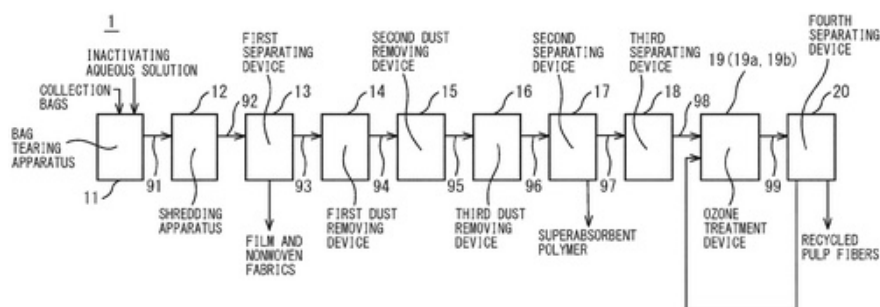 1
INACTIVATING
AQUEOUS SOLUTION
COLLECTION
BAGS
BAG
TEARING
APPARATUS
11
91
12
SHREDDING
APPARATUS
92
FIRST
SEPARATING
DEVICE
13
FILM AND
NONWOVEN
FABRICS
93
14
FIRST DUST
REMOVING
DEVICE
94
SECOND DUST
REMOVING
DEVICE
15
95
16
THIRD DUST
REMOVING
DEVICE
96
SECOND
SEPARATING
DEVICE
17
SUPERABSORBENT
POLYMER
97
THIRD
SEPARATING
DEVICE
18
98
19 (19a, 19b)
OZONE
TREATMENT
DEVICE
99
FOURTH
SEPARATING
DEVICE
20
RECYCLED
PULP FIBERS